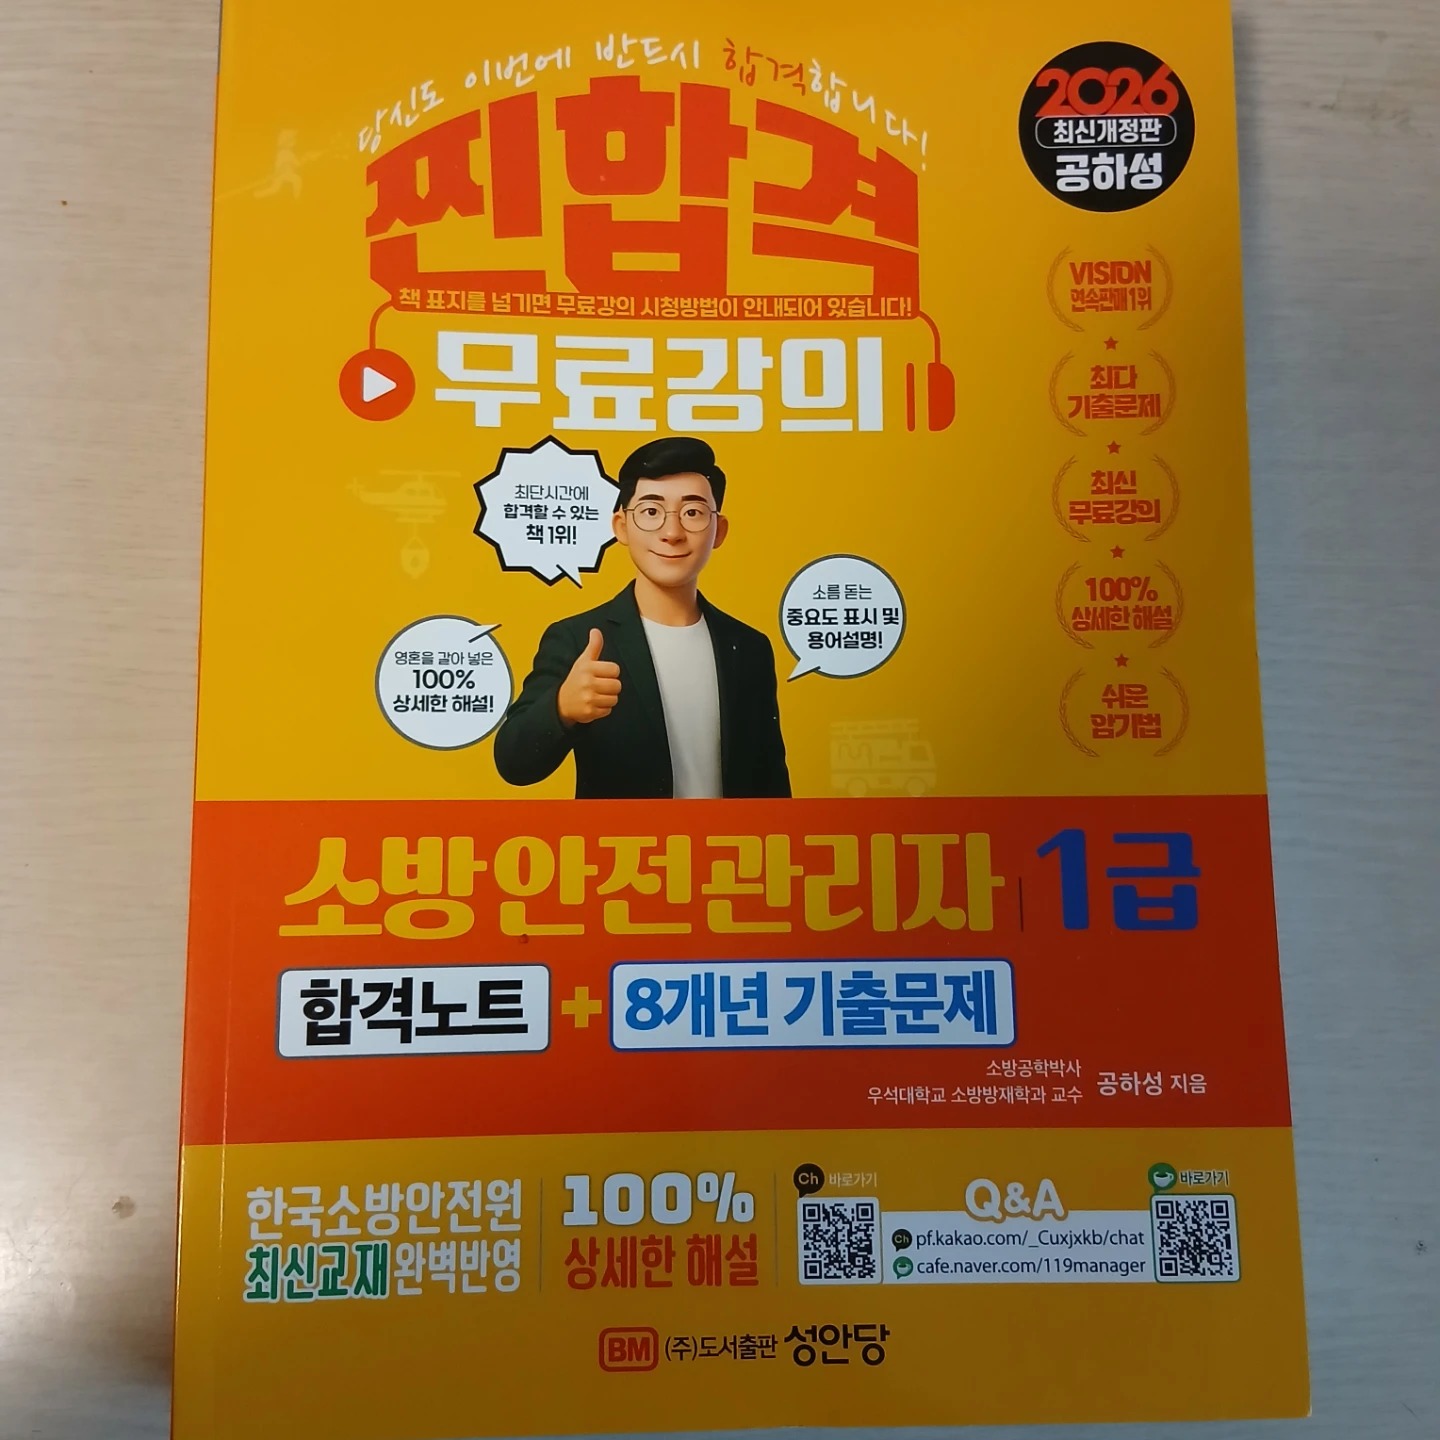 당신도 이번에 반드시 합격합니다!
찐합격
책 표지를 넘기면 무료강의 시청방법이 안내되어 있습니다!
무료강의
2026
최신개정판
공하성
VISION
연속판매 1위
최다
기출문제
최신
무료강의
100%
상세한 해설
쉬운
암기법
최단시간에
합격할 수 있는
책 1위!
소름 돋는
중요도 표시 및
용어설명!
영혼을 갈아 넣은
100%
상세한 해설!
소방안전관리자 1급
합격노트 + 8개년 기출문제
소방공학박사
우석대학교 소방방재학과 교수 공하성 지음
한국소방안전원
최신교재 완벽반영
100%
상세한 해설
Ch 바로가기
Q&A
Ch pf.kakao.com/_Cuxjxkb/chat
cafe.naver.com/119manager
바로가기
BM (주)도서출판 성안당